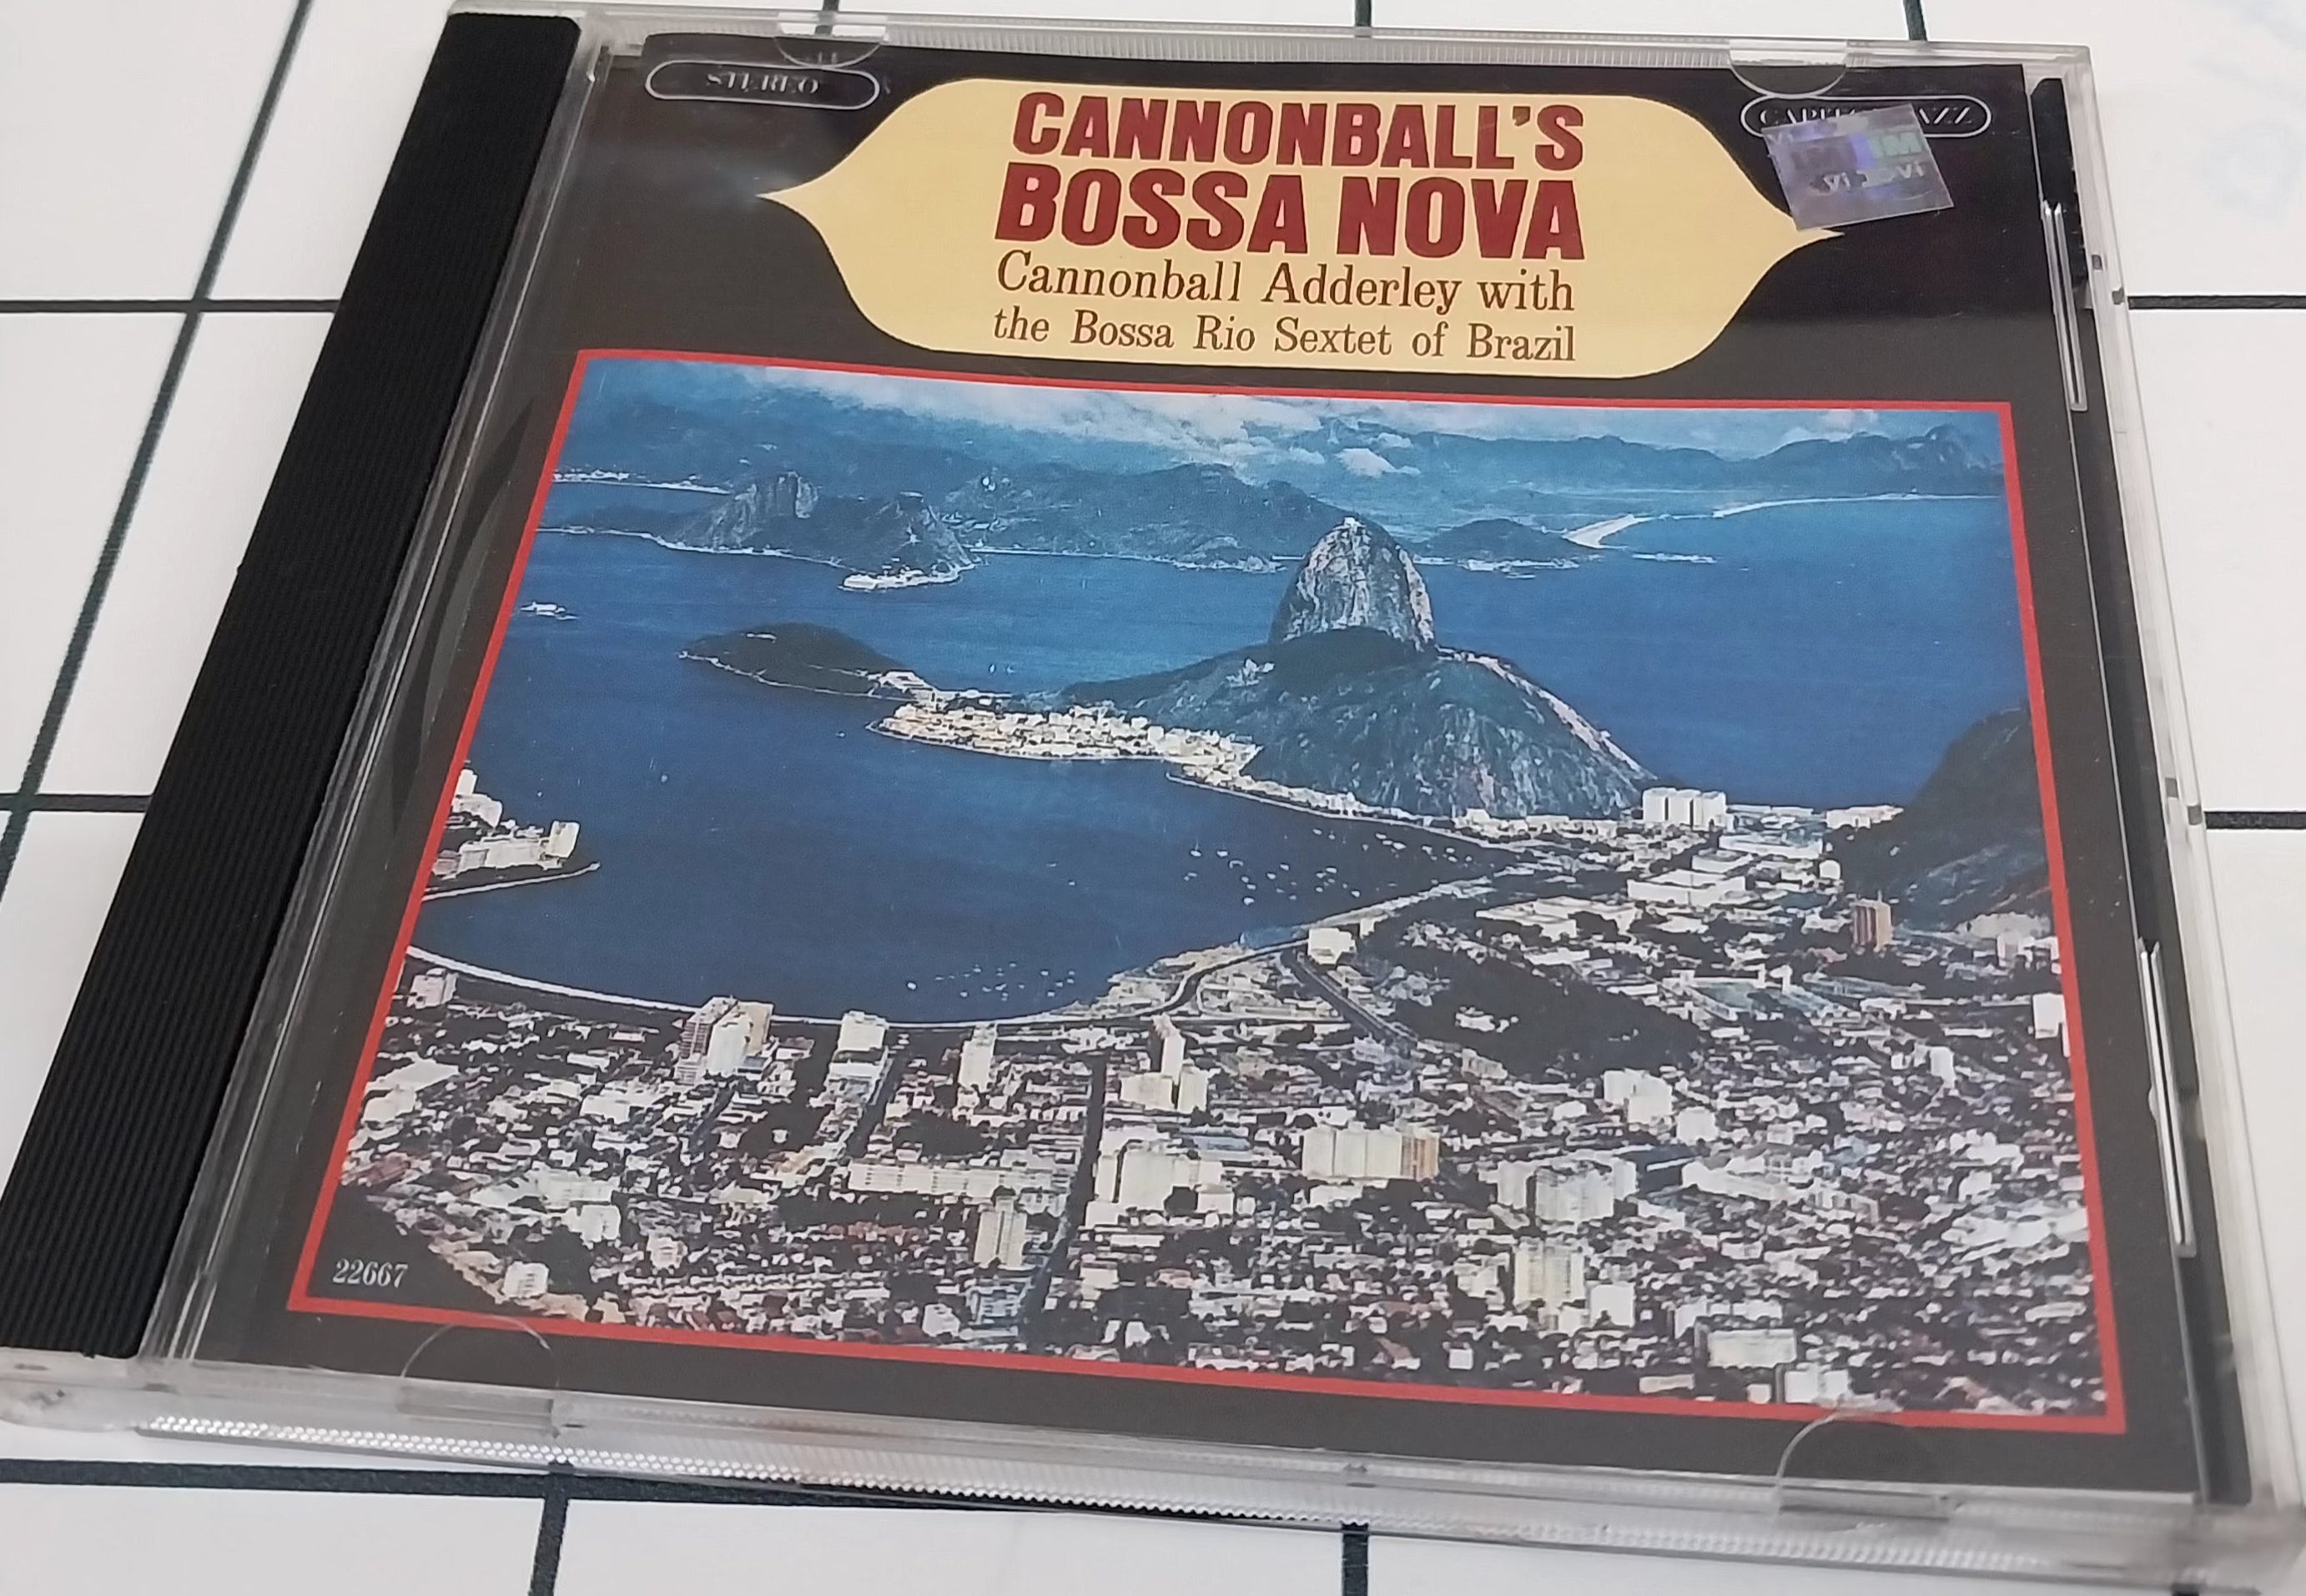 STEREO
CANNONBALL'S
BOSSA NOVA
Cannonball Adderley with
the Bossa Rio Sextet of Brazil
22667